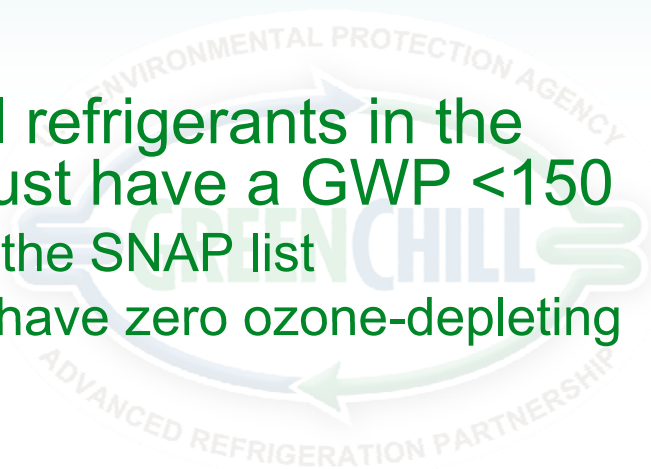 ENVIRONMENTAL PROTECTION AGENCY
refrigerants in the
have a GWP <150
the SNAP list
have zero ozone-depleting
GREENCHILL
ADVANCED REFRIGERATION PARTNERSHIP